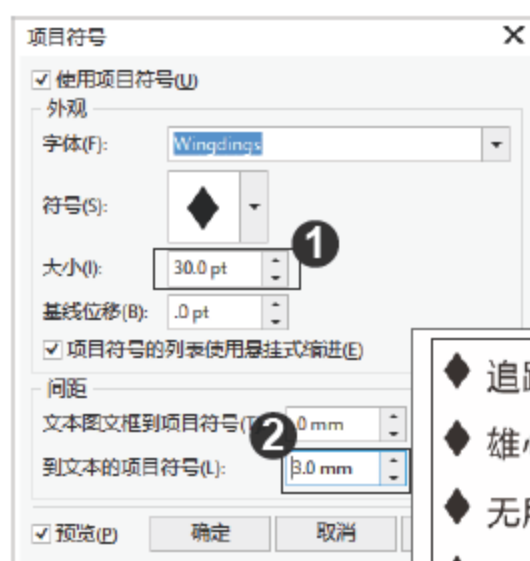 项目符号
使用项目符号(U)
外观
字体(F): Wingdings
符号(S):
大小(I): 30.0 pt
1
基线位移(B): .0 pt
项目符号的列表使用悬挂式缩进(E)
间距
文本图文框到项目符号(T .0 mm
2
到文本的项目符号(L): 3.0 mm
预览(P) 确定 取消
追
雄
无